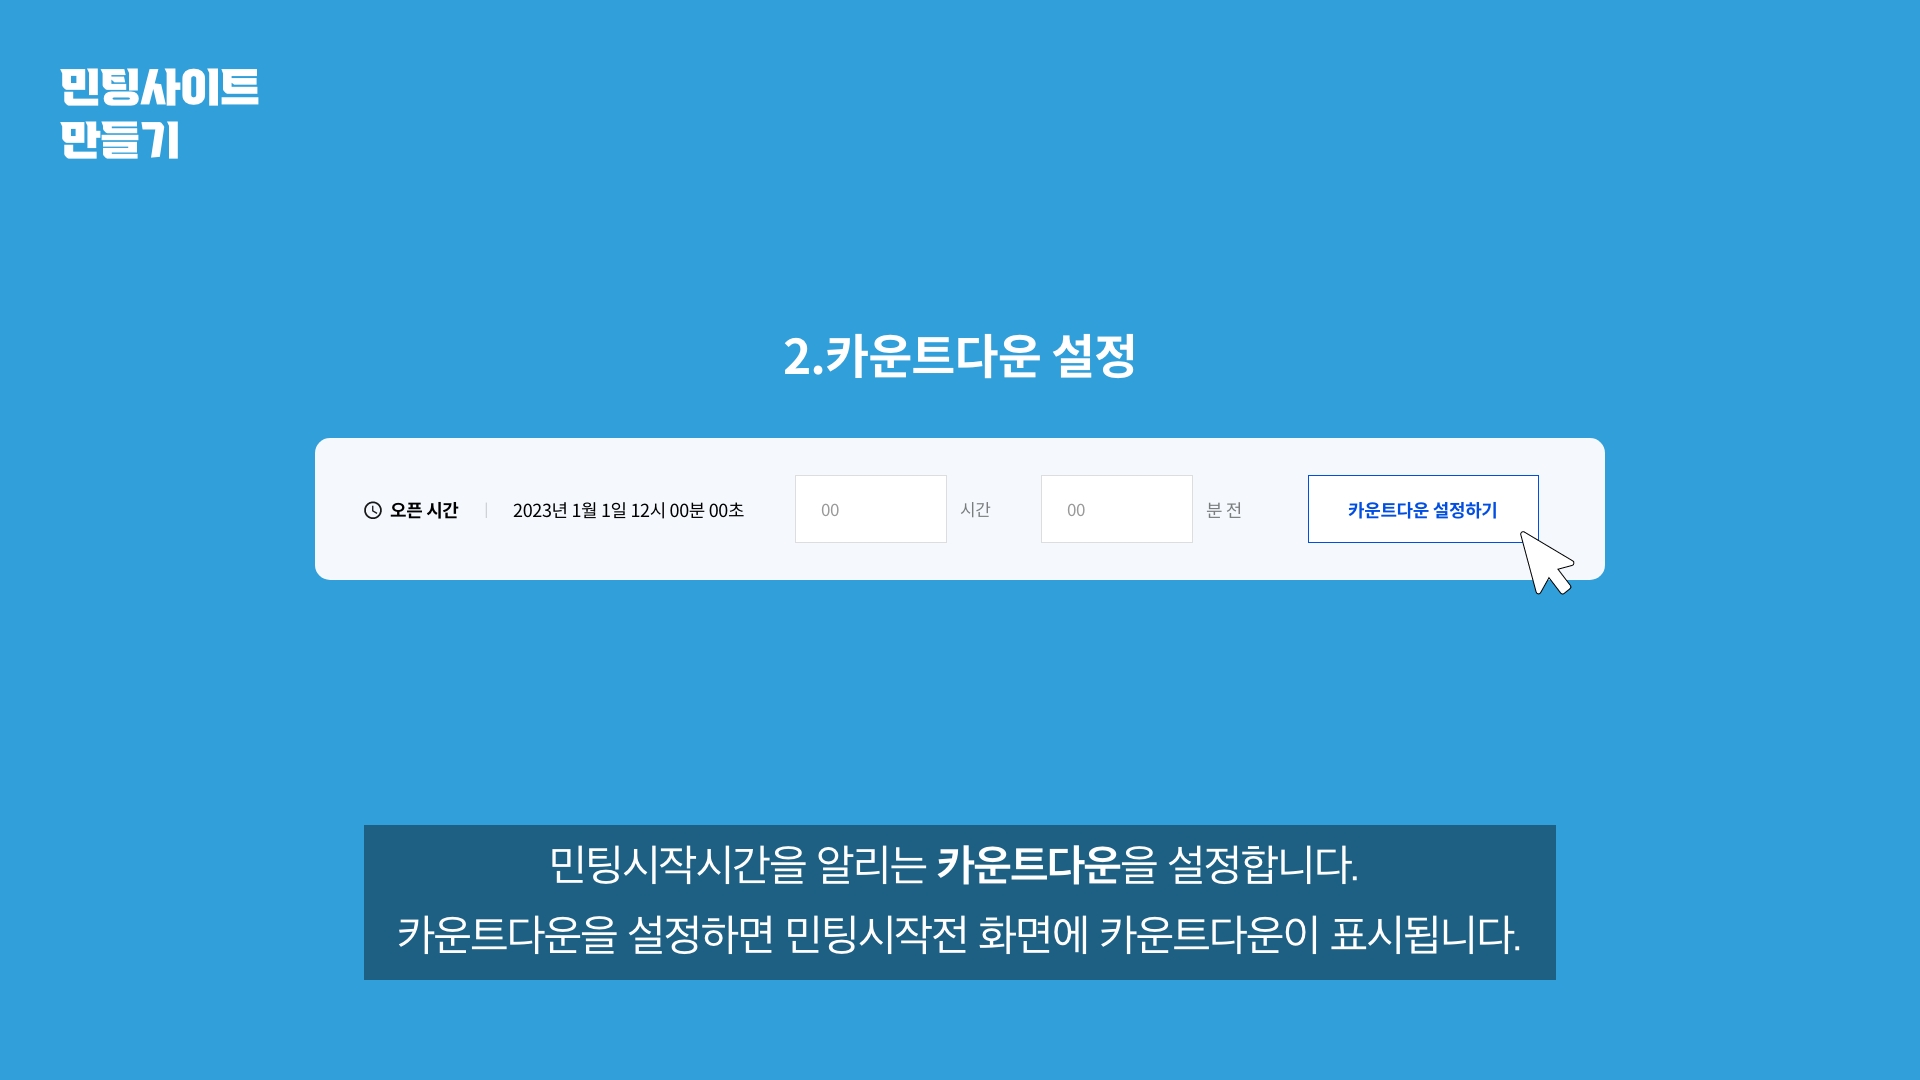 민팅사이트
만들기
2.카운트다운 설정
오픈 시간 | 2023년 1월 1일 12시 00분 00초 00 시간 00 분 전 카운트다운 설정하기
민팅시작시간을 알리는 카운트다운을 설정합니다.
카운트다운을 설정하면 민팅시작전 화면에 카운트다운이 표시됩니다.